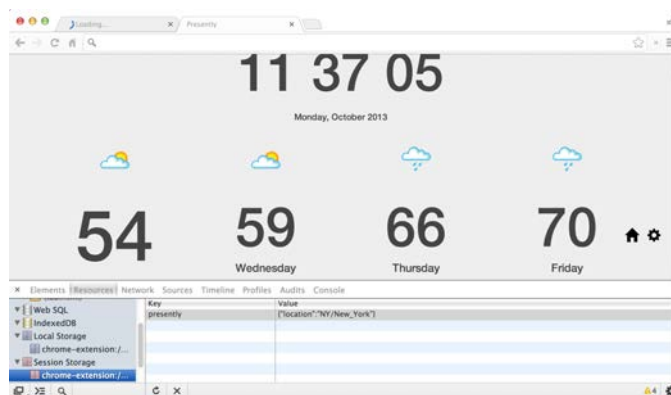 Loading...
Presently
11 37 05
Monday, October 2013
54 59 66 70
Wednesday Thursday Friday
Elements Resources Network Sources Timeline Profiles Audits Console
Key Value
Web SQL
presently {"location":"NY/New_York"}
IndexedDB
Local Storage
chrome-extension:/...
Session Storage
chrome-extension:/...
4